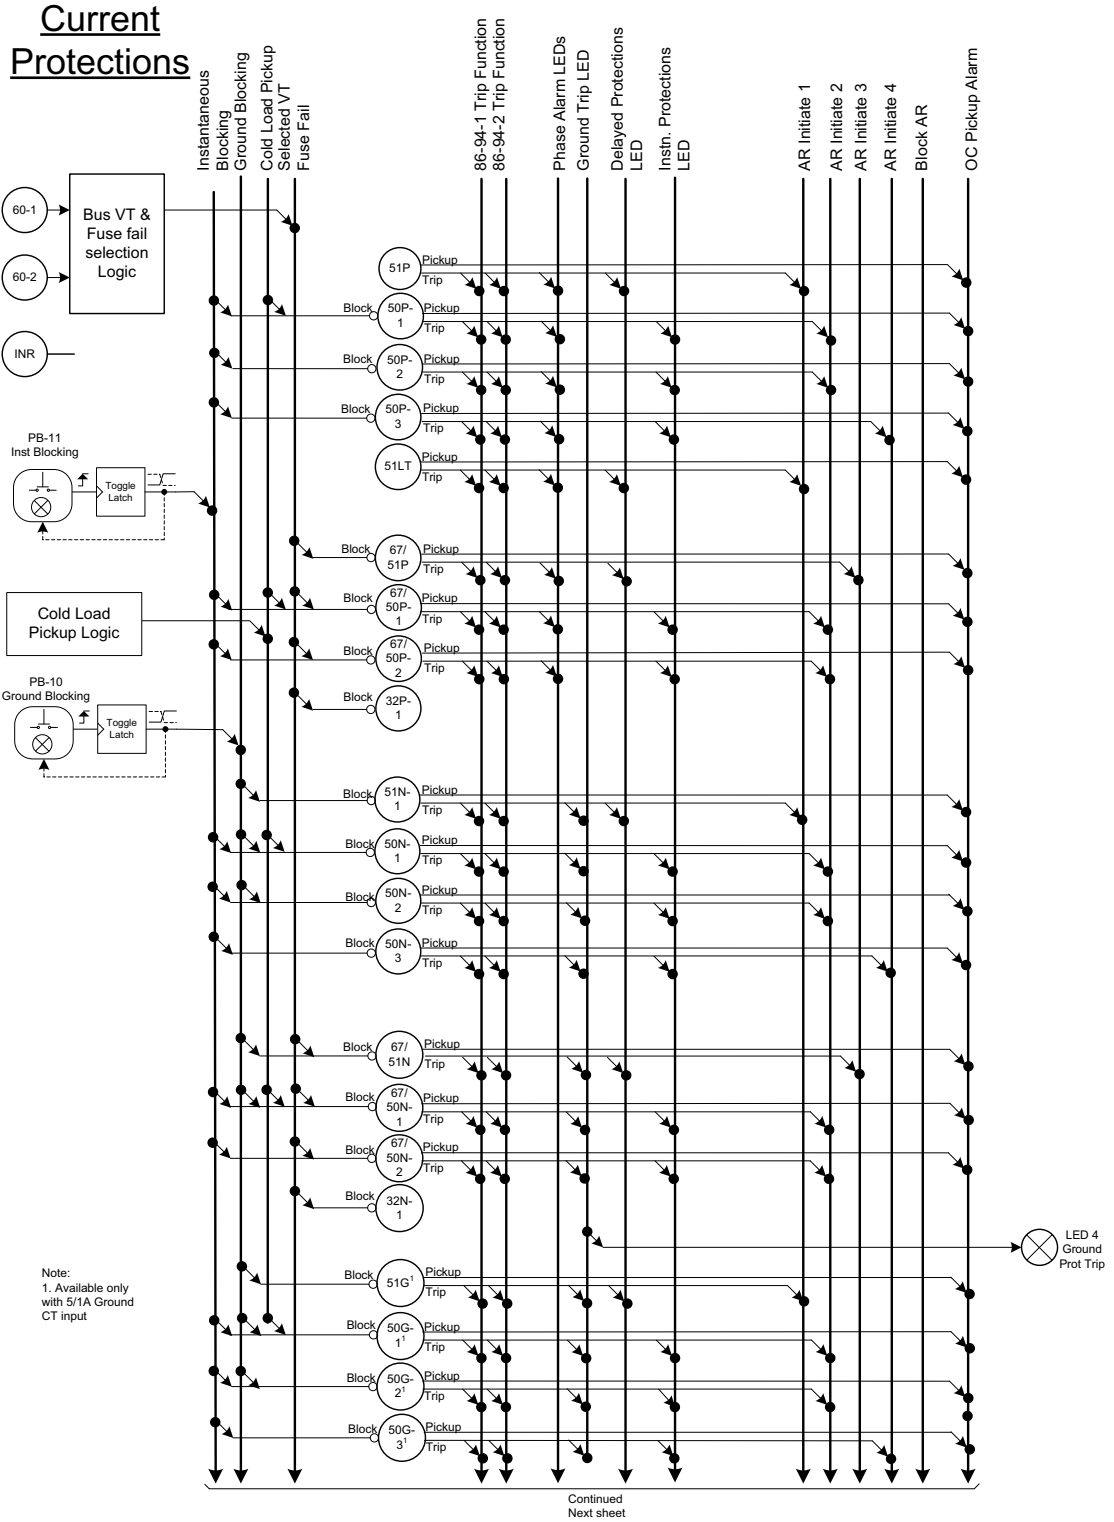 Current
Protections
Instantaneous
Blocking
Ground Blocking
Cold Load Pickup
Selected VT
Fuse Fail
86-94-1 Trip Function
86-94-2 Trip Function
Phase Alarm LEDs
Ground Trip LED
Delayed Protections
LED
Instn. Protections
LED
AR Initiate 1
AR Initiate 2
AR Initiate 3
AR Initiate 4
Block AR
OC Pickup Alarm
60-1
60-2
Bus VT &
Fuse fail
selection
Logic
INR
PB-11
Inst Blocking
Toggle
Latch
Cold Load
Pickup Logic
PB-10
Ground Blocking
Toggle
Latch
51P
Pickup
Trip
Block
50P-
1
Pickup
Trip
Block
50P-
2
Pickup
Trip
Block
50P-
3
Pickup
Trip
51LT
Pickup
Trip
Block
67/
51P
Pickup
Trip
Block
67/
50P-
1
Pickup
Trip
Block
67/
50P-
2
Pickup
Trip
Block
32P-
1
Block
51N-
1
Pickup
Trip
Block
50N-
1
Pickup
Trip
Block
50N-
2
Pickup
Trip
Block
50N-
3
Pickup
Trip
Block
67/
51N
Pickup
Trip
Block
67/
50N-
1
Pickup
Trip
Block
67/
50N-
2
Pickup
Trip
Block
32N-
1
LED 4
Ground
Prot Trip
Note:
1. Available only
with 5/1A Ground
CT input
Block
51G¹
Pickup
Trip
Block
50G-
1¹
Pickup
Trip
Block
50G-
2¹
Pickup
Trip
Block
50G-
3¹
Pickup
Trip
Continued
Next sheet